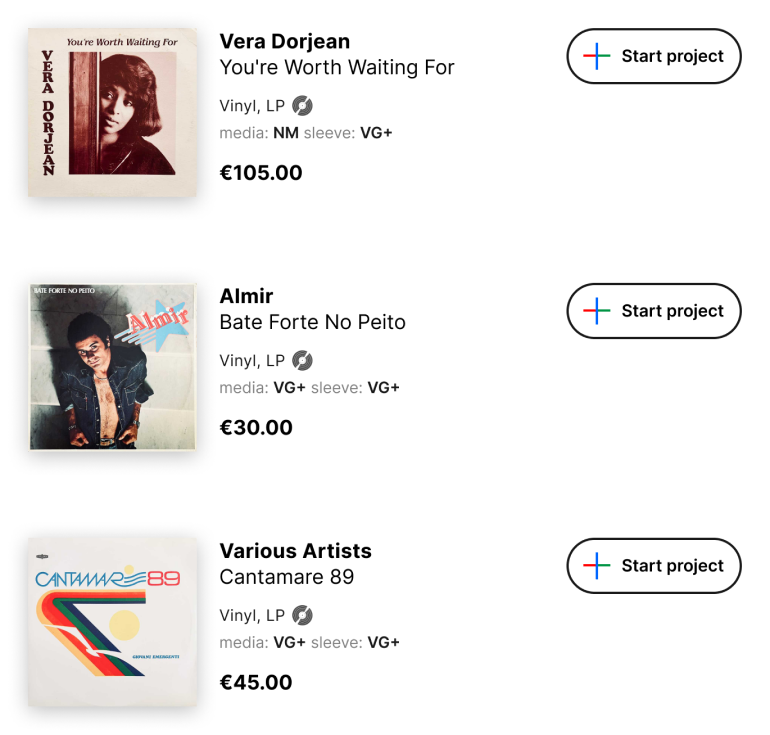 You're Worth Waiting For
VERA DORJEAN
Vera Dorjean
You're Worth Waiting For
Start project
Vinyl, LP
media: NM sleeve: VG+
€105.00
BATE FORTE NO PEITO
Almir
Almir
Bate Forte No Peito
Start project
Vinyl, LP
media: VG+ sleeve: VG+
€30.00
CANTAMARE 89
GIOVANI EMERGENTI
Various Artists
Cantamare 89
Start project
Vinyl, LP
media: VG+ sleeve: VG+
€45.00